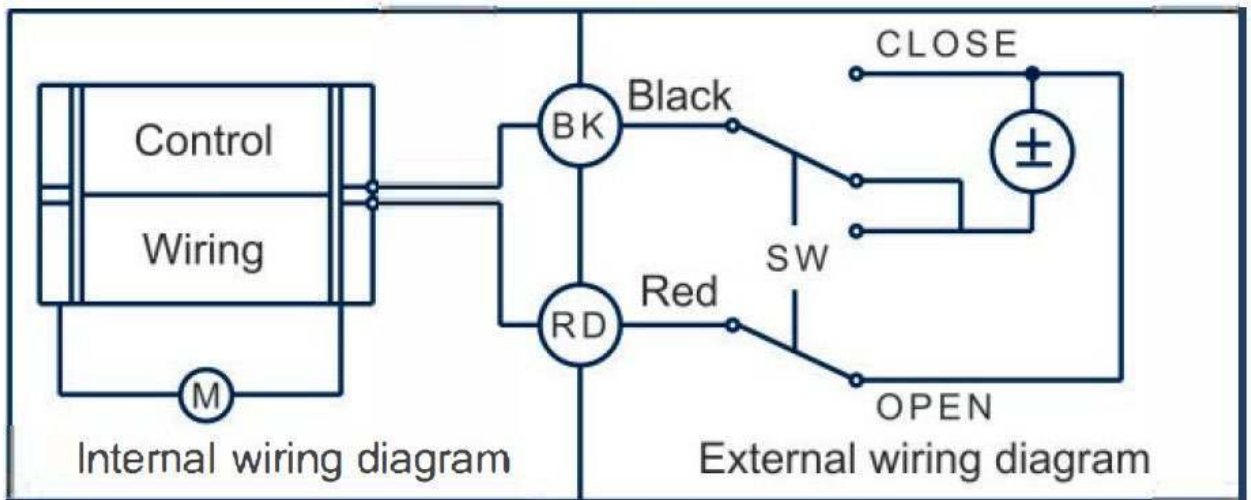 CLOSE
Black
BK
±
Control
Wiring
SW
Red
RD
M
OPEN
Internal wiring diagram
External wiring diagram